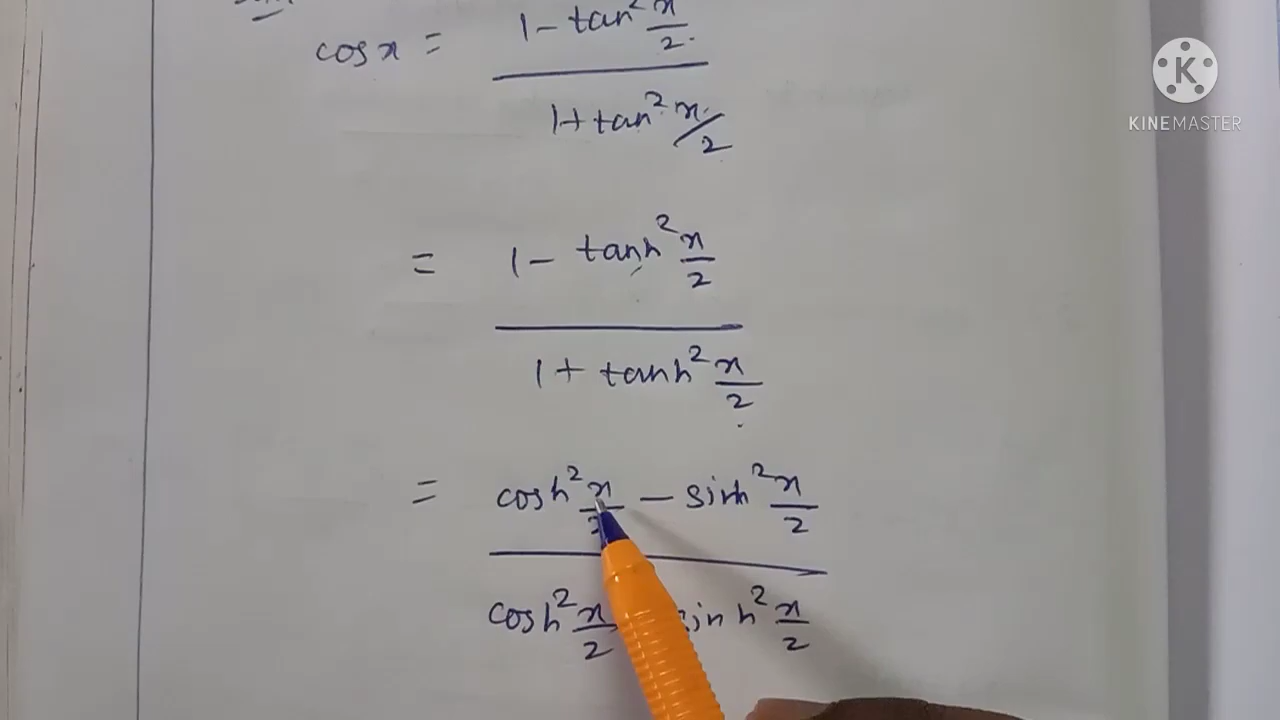 cos x = 1 - tan² x/2
1 + tan² x/2
= 1 - tanh² x/2
1 + tanh² x/2
= cosh² x/2 - sinh² x/2
cosh² x/2 sinh² x/2
K
KINEMASTER